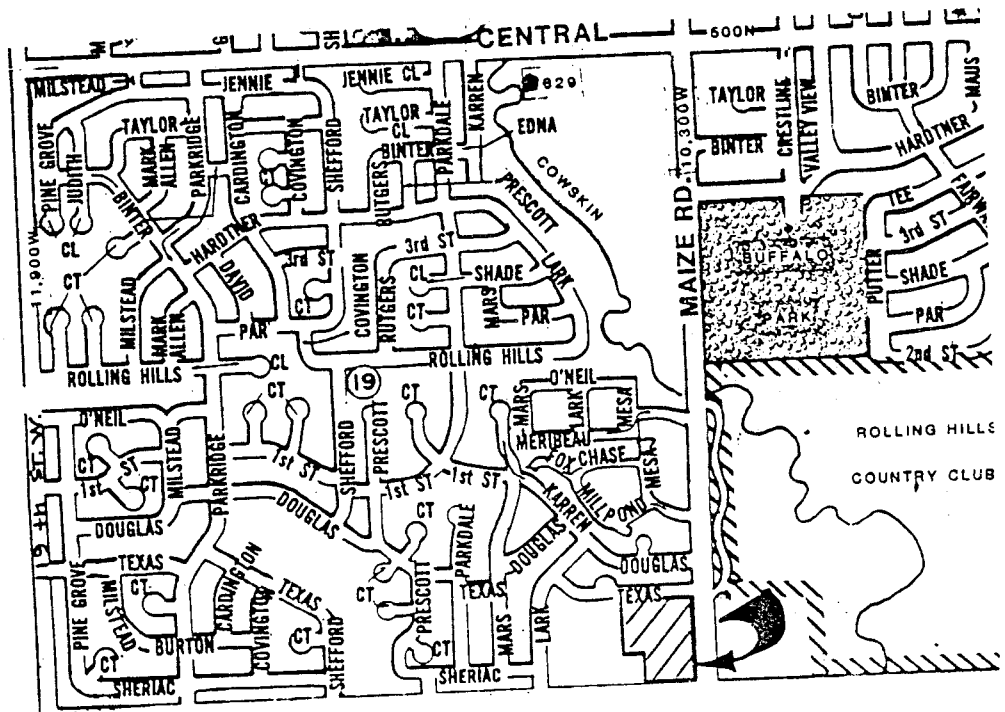 CENTRAL
600N
SH
MILSTEAD
JENNIE
JENNIE CL
KARREN
829
TAYLOR
CRESTLINE
VALLEY VIEW
BINTER
MAUS
PINE GROVE
JUDITH
TAYLOR
MARK ALLEN
PARKRIDGE
CARDINGTON
CT
COVINGTON
SHEFFORD
TAYLOR
CL
BINTER
PARKDALE
EDNA
COWSKIN
BINTER
HARDTNER
10,300W
MAIZE RD.
BINTER
CL
CT
11,900W
HARDTNER
DAVID
3rd ST
CT
RUTGERS
3rd ST
CL
CT
PRESCOTT
LARK
SHADE
MARS
PAR
COVINGTON
RUTGERS
BUFFALO
PARK
TEE
3rd ST
SHADE
PAR
2nd ST
PUTTER
MILSTEAD
MARK ALLEN
PAR
ROLLING HILLS
CL
ROLLING HILLS
19
CT
CT
CT
O'NEIL
MARS
LARK
MESA
O'NEIL
CT
ST
1st
CT
MILSTEAD
PARKRIDGE
1st ST
SHEFFORD
PRESCOTT
1st ST
1st ST
MERIBEAU
FOX
CHASE
MESA
MILLPOND
KARREN
ROLLING HILLS
COUNTRY CLUB
9th St. W.
DOUGLAS
DOUGLAS
CT
PARKDALE
DOUGLAS
DOUGLAS
TEXAS
TEXAS
CT
TEXAS
TEXAS
PINE GROVE
MILSTEAD
CT
CARDINGTON
COVINGTON
CT
SHEFFORD
PRESCOTT
CT
MARS
LARK
BURTON
CT
SHERIAC
SHERIAC